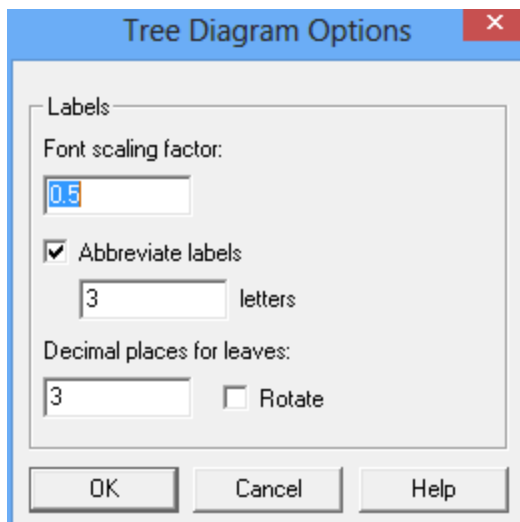 Tree Diagram Options
Labels
Font scaling factor:
0.5
Abbreviate labels
3 letters
Decimal places for leaves:
3 Rotate
OK Cancel Help